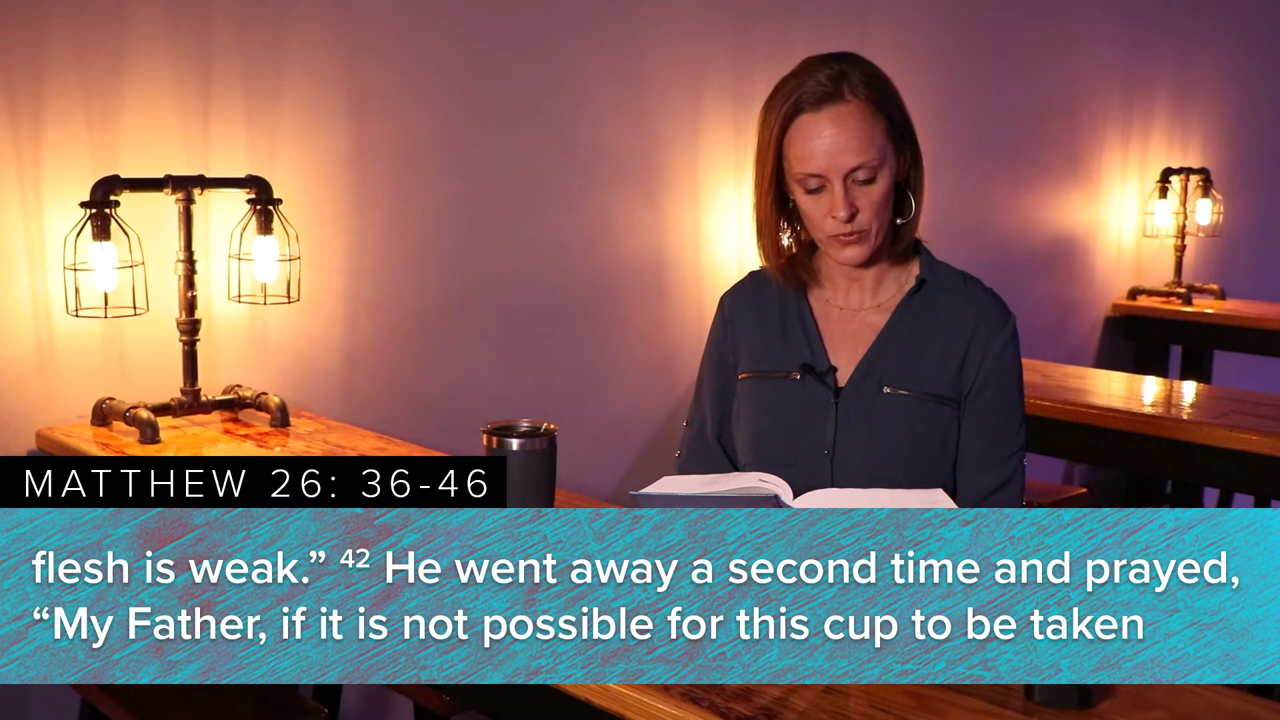 MATTHEW 26: 36-46
flesh is weak.” ⁴² He went away a second time and prayed,
“My Father, if it is not possible for this cup to be taken